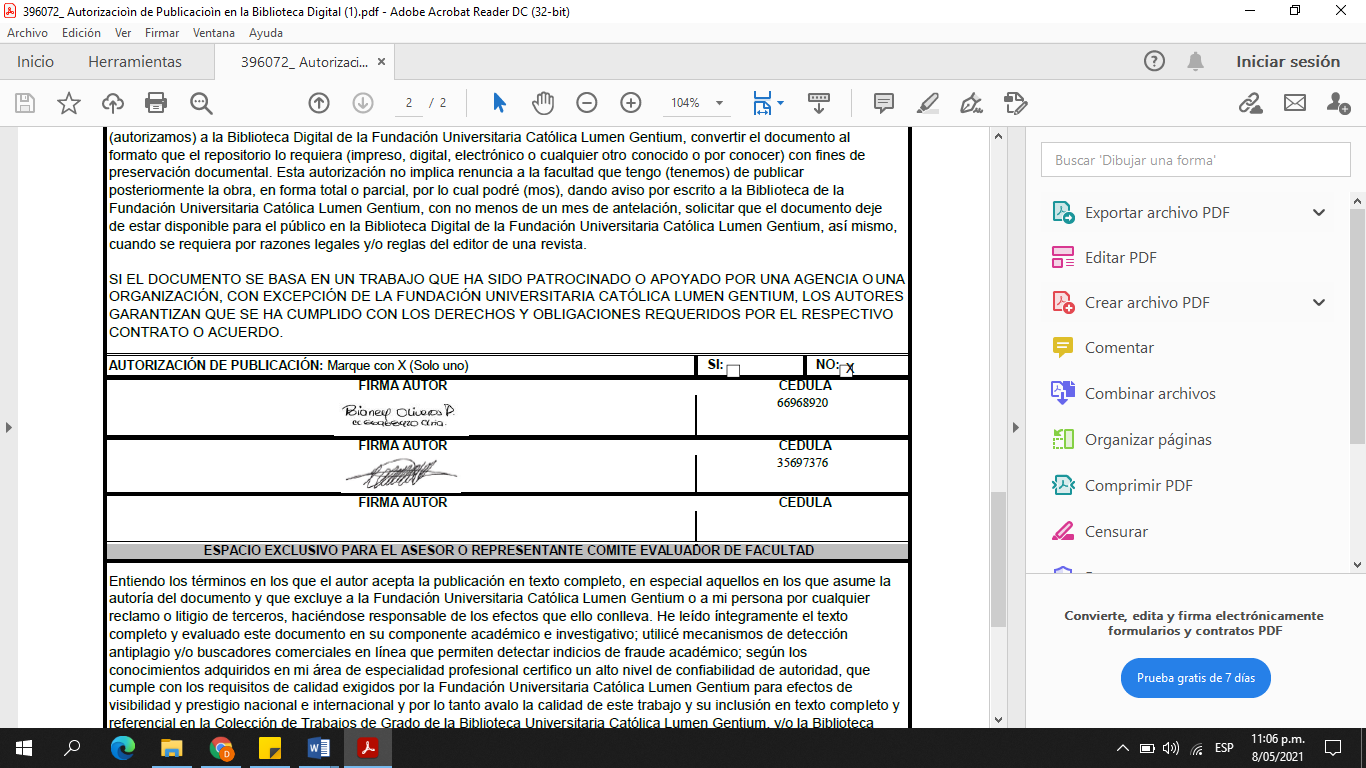 396072_ Autorizacioìn de Publicacioìn en la Biblioteca Digital (1).pdf - Adobe Acrobat Reader DC (32-bit)
Archivo Edición Ver Firmar Ventana Ayuda
Inicio Herramientas 396072_ Autorizaci... × Iniciar sesión
2 / 2 104%
(autorizamos) a la Biblioteca Digital de la Fundación Universitaria Católica Lumen Gentium, convertir el documento al
formato que el repositorio lo requiera (impreso, digital, electrónico o cualquier otro conocido o por conocer) con fines de
preservación documental. Esta autorización no implica renuncia a la facultad que tengo (tenemos) de publicar
posteriormente la obra, en forma total o parcial, por lo cual podré (mos), dando aviso por escrito a la Biblioteca de la
Fundación Universitaria Católica Lumen Gentium, con no menos de un mes de antelación, solicitar que el documento deje
de estar disponible para el público en la Biblioteca Digital de la Fundación Universitaria Católica Lumen Gentium, así mismo,
cuando se requiera por razones legales y/o reglas del editor de una revista.
SI EL DOCUMENTO SE BASA EN UN TRABAJO QUE HA SIDO PATROCINADO O APOYADO POR UNA AGENCIA O UNA
ORGANIZACIÓN, CON EXCEPCIÓN DE LA FUNDACIÓN UNIVERSITARIA CATÓLICA LUMEN GENTIUM, LOS AUTORES
GARANTIZAN QUE SE HA CUMPLIDO CON LOS DERECHOS Y OBLIGACIONES REQUERIDOS POR EL RESPECTIVO
CONTRATO O ACUERDO.
AUTORIZACIÓN DE PUBLICACIÓN: Marque con X (Solo uno) SI: NO: X
FIRMA AUTOR CEDULA
66968920
Oliveros P.
FIRMA AUTOR CEDULA
35697376
FIRMA AUTOR CEDULA
ESPACIO EXCLUSIVO PARA EL ASESOR O REPRESENTANTE COMITE EVALUADOR DE FACULTAD
Entiendo los términos en los que el autor acepta la publicación en texto completo, en especial aquellos en los que asume la
autoría del documento y que excluye a la Fundación Universitaria Católica Lumen Gentium o a mi persona por cualquier
reclamo o litigio de terceros, haciéndose responsable de los efectos que ello conlleva. He leído íntegramente el texto
completo y evaluado este documento en su componente académico e investigativo; utilicé mecanismos de detección
antiplagio y/o buscadores comerciales en línea que permiten detectar indicios de fraude académico; según los
conocimientos adquiridos en mi área de especialidad profesional certifico un alto nivel de confiabilidad de autoridad, que
cumple con los requisitos de calidad exigidos por la Fundación Universitaria Católica Lumen Gentium para efectos de
visibilidad y prestigio nacional e internacional y por lo tanto avalo la calidad de este trabajo y su inclusión en texto completo y
referencial en la Colección de Trabajos de Grado de la Biblioteca Universitaria Católica Lumen Gentium, y/o la Biblioteca
Buscar 'Dibujar una forma'
Exportar archivo PDF
Editar PDF
Crear archivo PDF
Comentar
Combinar archivos
Organizar páginas
Comprimir PDF
Censurar
Convierte, edita y firma electrónicamente
formularios y contratos PDF
Prueba gratis de 7 días
ESP
11:06 p.m.
8/05/2021